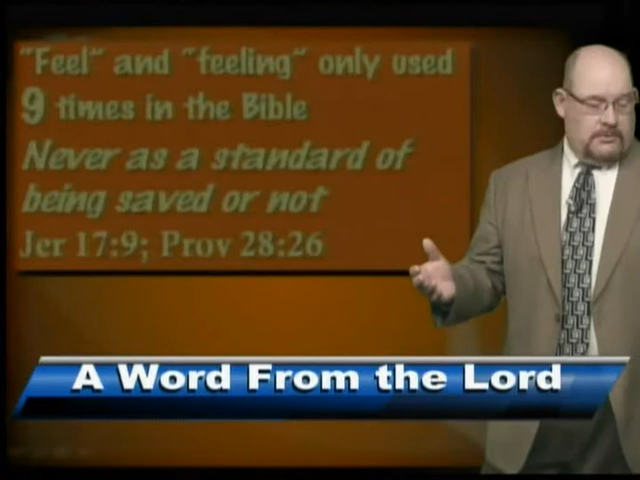 "Feel" and "feeling" only used
9 times in the Bible
Never as a standard of
being saved or not
Jer 17:9; Prov 28:26
A Word From the Lord